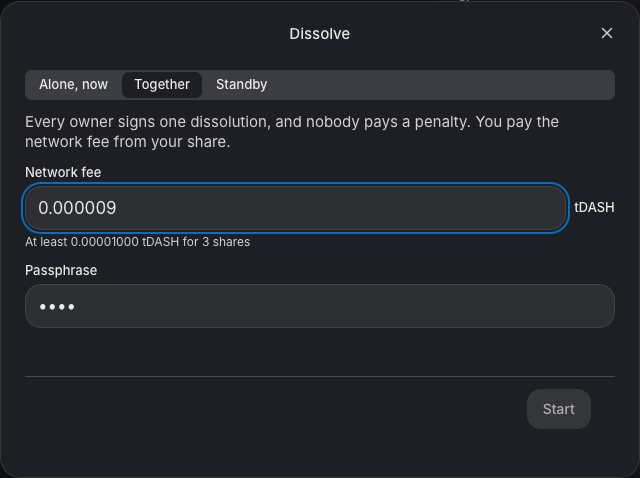 Dissolve
Alone, now
Together
Standby
Every owner signs one dissolution, and nobody pays a penalty. You pay the
network fee from your share.
Network fee
0.000009
tDASH
At least 0.00001000 tDASH for 3 shares
Passphrase
••••
Start